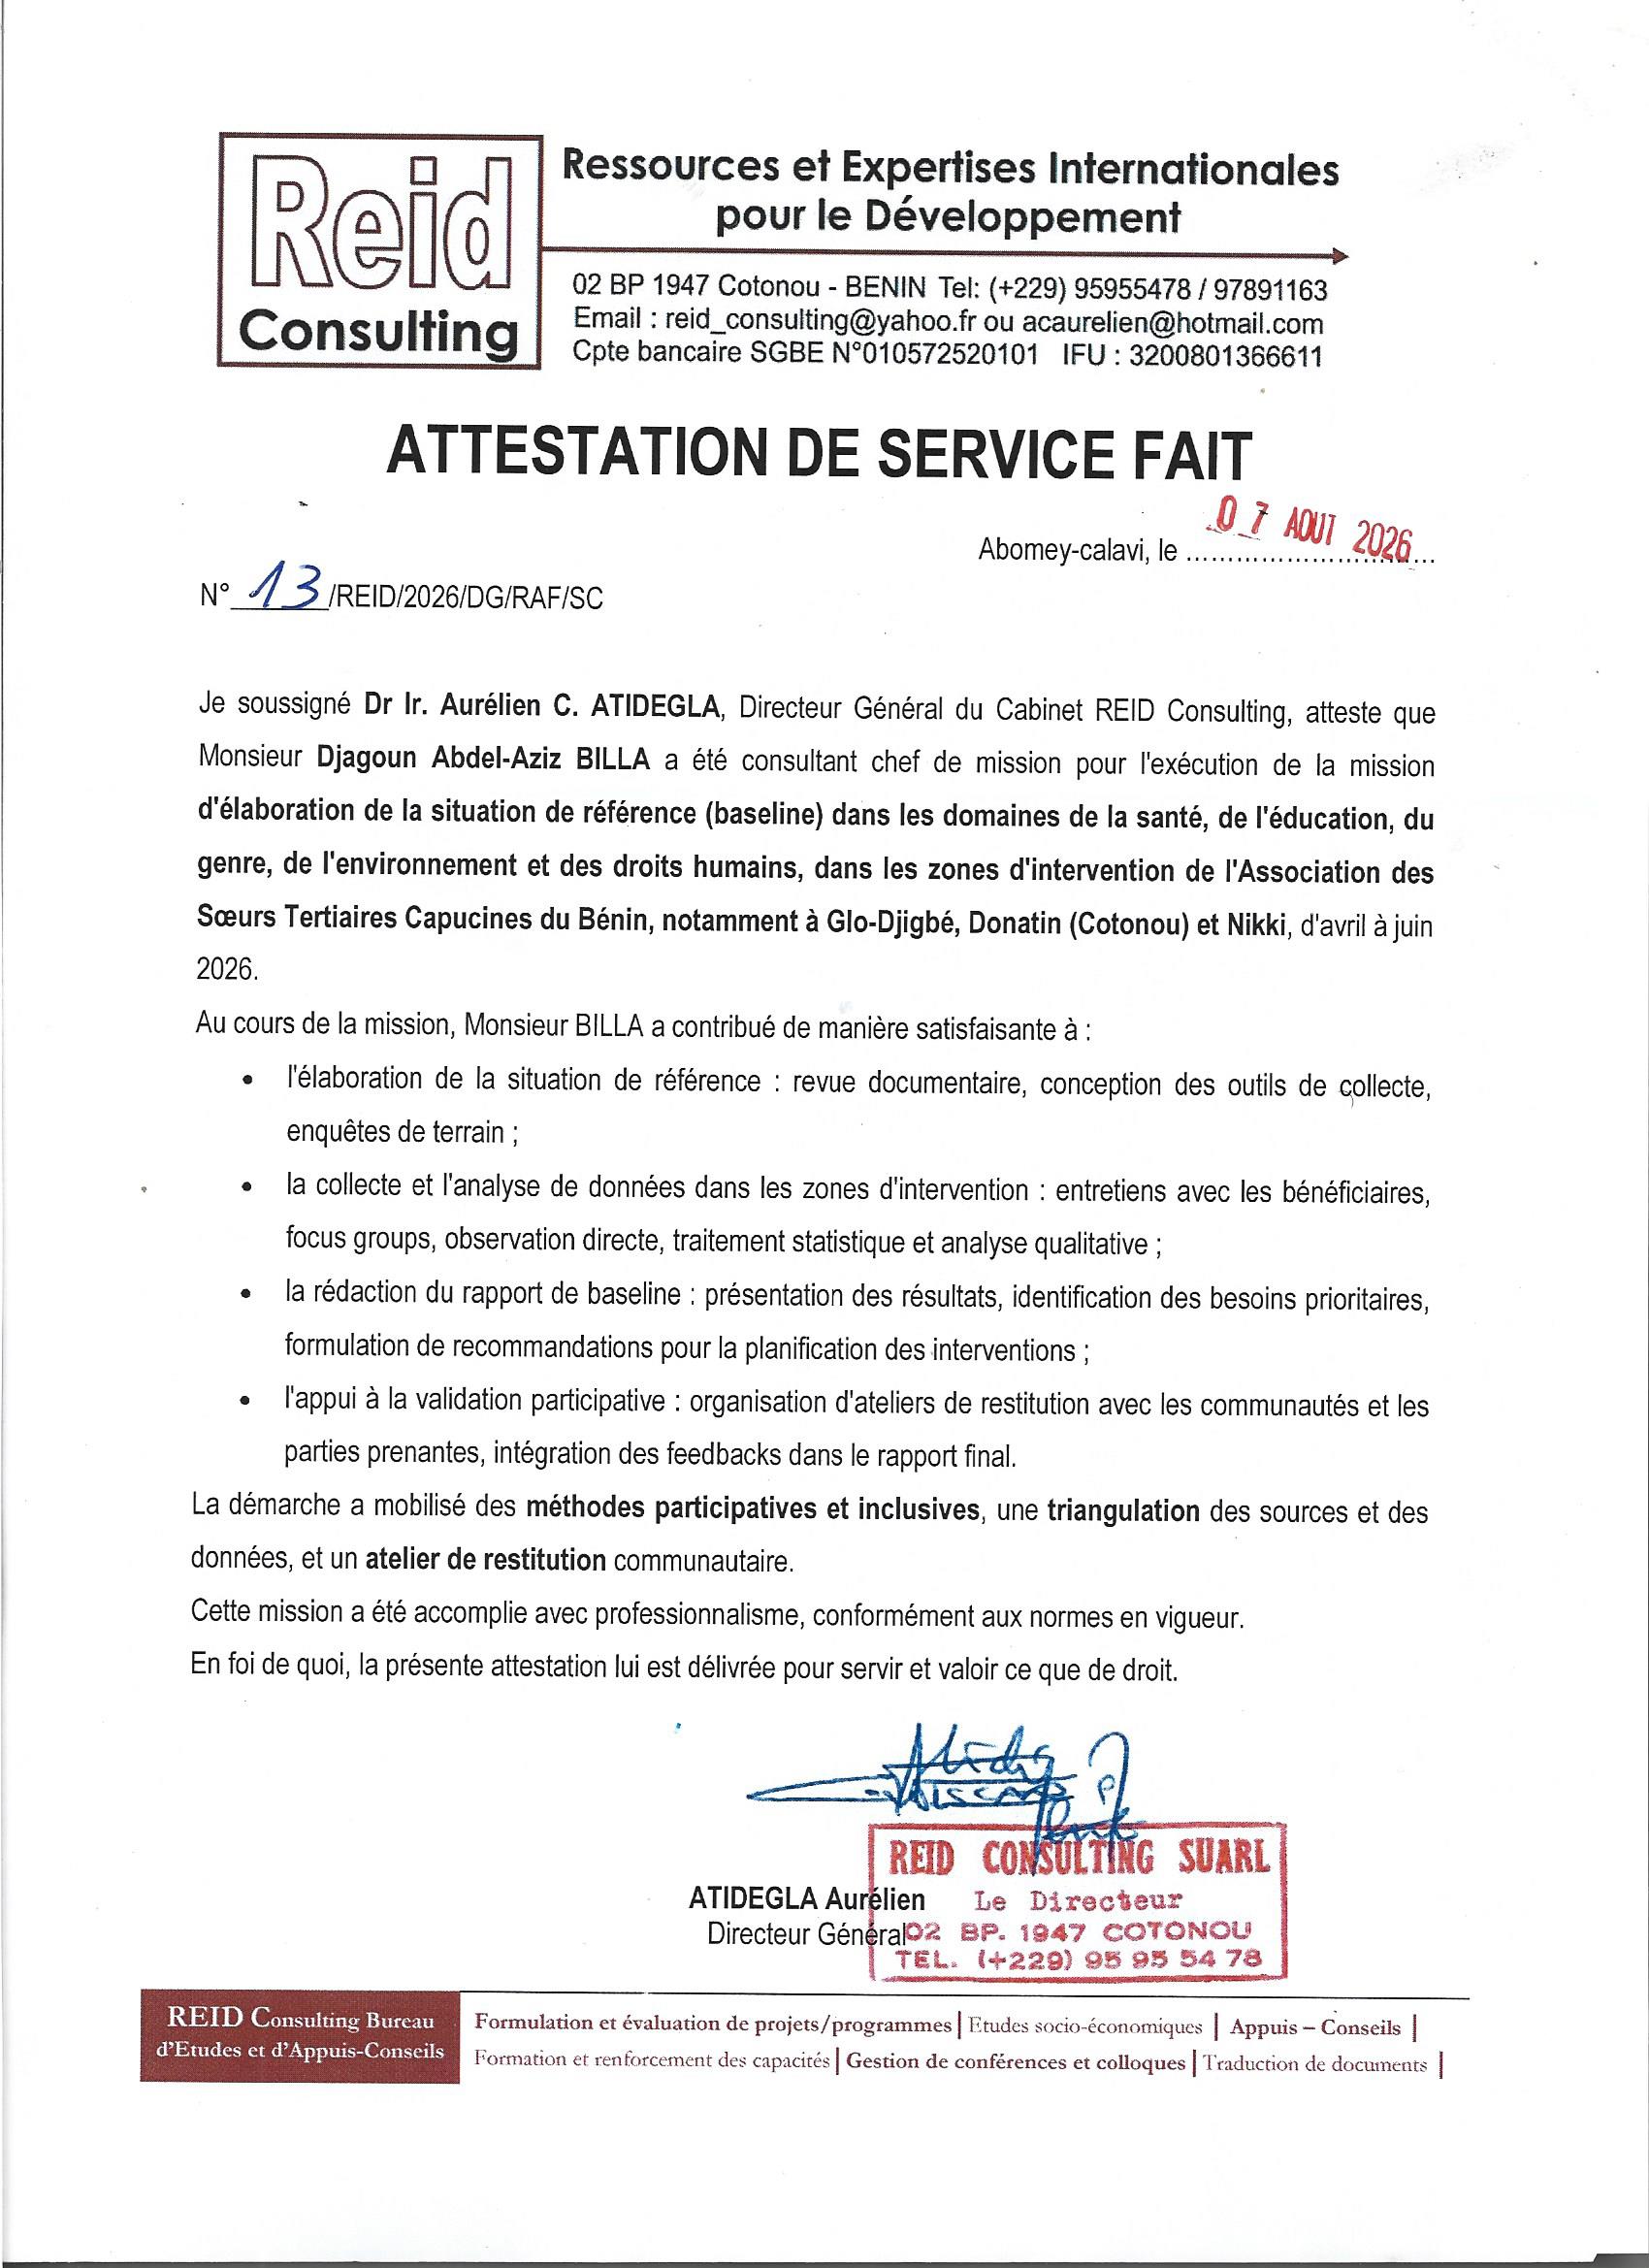 Reid
Consulting
Ressources et Expertises Internationales
pour le Développement
02 BP 1947 Cotonou - BENIN Tel: (+229) 95955478 / 97891163
Email : reid_consulting@yahoo.fr ou acaurelien@hotmail.com
Cpte bancaire SGBE N°010572520101 IFU : 3200801366611
ATTESTATION DE SERVICE FAIT
Abomey-calavi, le 07 AOUT 2026
N° 13/REID/2026/DG/RAF/SC
Je soussigné Dr Ir. Aurélien C. ATIDEGLA, Directeur Général du Cabinet REID Consulting, atteste que
Monsieur Djagoun Abdel-Aziz BILLA a été consultant chef de mission pour l'exécution de la mission
d'élaboration de la situation de référence (baseline) dans les domaines de la santé, de l'éducation, du
genre, de l'environnement et des droits humains, dans les zones d'intervention de l'Association des
Sœurs Tertiaires Capucines du Bénin, notamment à Glo-Djigbé, Donatin (Cotonou) et Nikki, d'avril à juin
2026.
Au cours de la mission, Monsieur BILLA a contribué de manière satisfaisante à :
• l'élaboration de la situation de référence : revue documentaire, conception des outils de collecte,
enquêtes de terrain ;
• la collecte et l'analyse de données dans les zones d'intervention : entretiens avec les bénéficiaires,
focus groups, observation directe, traitement statistique et analyse qualitative ;
• la rédaction du rapport de baseline : présentation des résultats, identification des besoins prioritaires,
formulation de recommandations pour la planification des interventions ;
• l'appui à la validation participative : organisation d'ateliers de restitution avec les communautés et les
parties prenantes, intégration des feedbacks dans le rapport final.
La démarche a mobilisé des méthodes participatives et inclusives, une triangulation des sources et des
données, et un atelier de restitution communautaire.
Cette mission a été accomplie avec professionnalisme, conformément aux normes en vigueur.
En foi de quoi, la présente attestation lui est délivrée pour servir et valoir ce que de droit.
REID CONSULTING SUARL
Le Directeur
02 BP. 1947 COTONOU
TEL. (+229) 95 95 54 78
ATIDEGLA Aurélien
Directeur Général
REID Consulting Bureau
d'Etudes et d'Appuis-Conseils
Formulation et évaluation de projets/programmes | Etudes socio-économiques | Appuis – Conseils |
Formation et renforcement des capacités | Gestion de conférences et colloques | Traduction de documents |